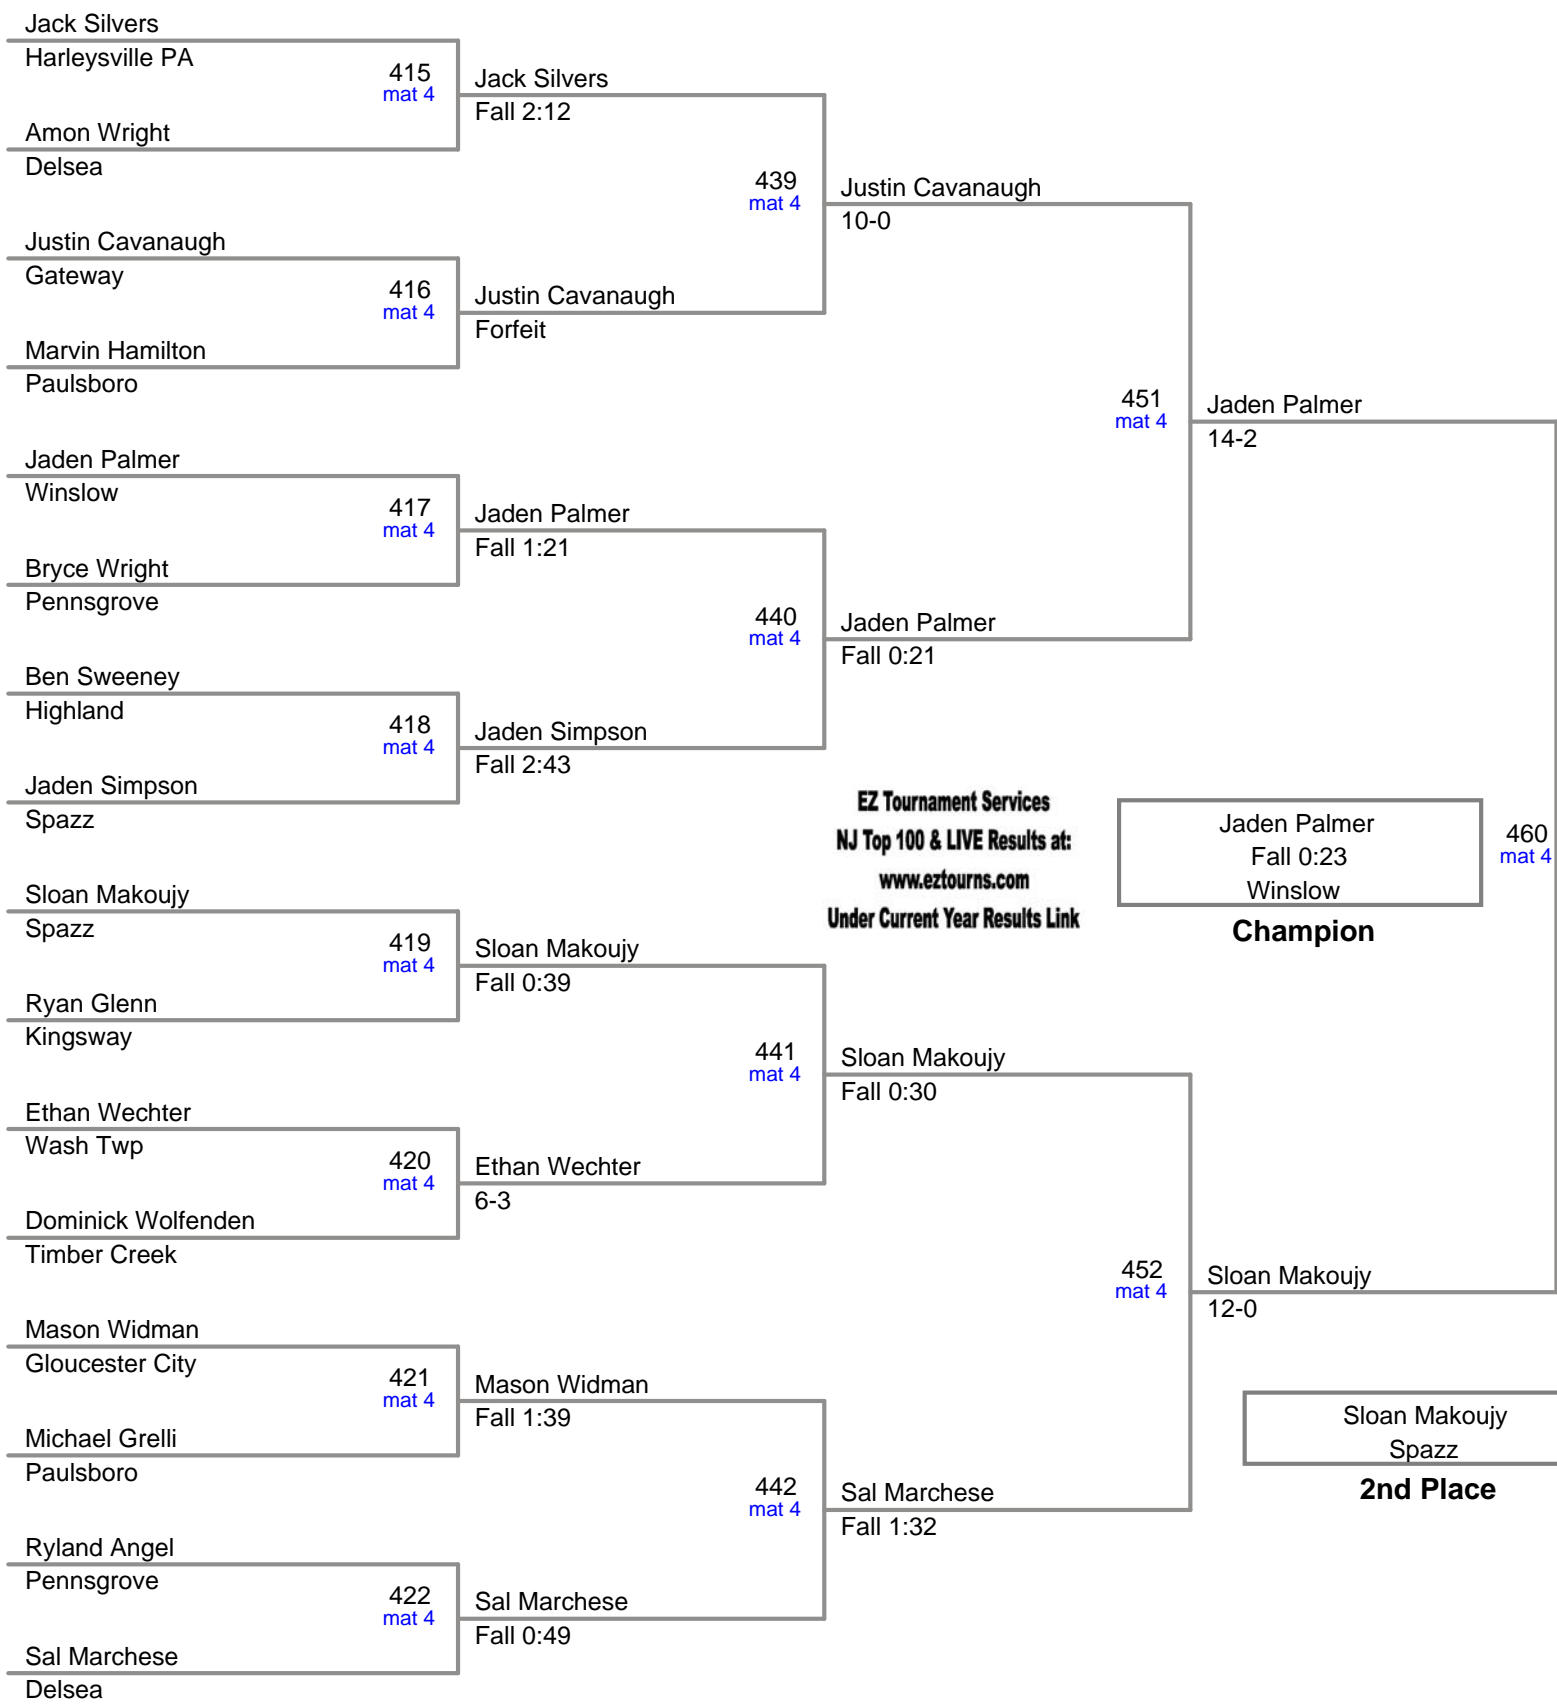 Jack Silvers
Harleysville PA
415
mat 4
Jack Silvers
Fall 2:12
Amon Wright
Delsea
439
mat 4
Justin Cavanaugh
10-0
Justin Cavanaugh
Gateway
416
mat 4
Justin Cavanaugh
Forfeit
Marvin Hamilton
Paulsboro
451
mat 4
Jaden Palmer
14-2
Jaden Palmer
Winslow
417
mat 4
Jaden Palmer
Fall 1:21
Bryce Wright
Pennsgrove
440
mat 4
Jaden Palmer
Fall 0:21
Ben Sweeney
Highland
418
mat 4
Jaden Simpson
Fall 2:43
Jaden Simpson
Spazz
EZ Tournament Services
NJ Top 100 & LIVE Results at:
www.eztourns.com
Under Current Year Results Link
Jaden Palmer
Fall 0:23
Winslow
Champion
460
mat 4
Sloan Makoujy
Spazz
419
mat 4
Sloan Makoujy
Fall 0:39
Ryan Glenn
Kingsway
441
mat 4
Sloan Makoujy
Fall 0:30
Ethan Wechter
Wash Twp
420
mat 4
Ethan Wechter
6-3
Dominick Wolfenden
Timber Creek
452
mat 4
Sloan Makoujy
12-0
Mason Widman
Gloucester City
421
mat 4
Mason Widman
Fall 1:39
Michael Grelli
Paulsboro
Sloan Makoujy
Spazz
2nd Place
442
mat 4
Sal Marchese
Fall 1:32
Ryland Angel
Pennsgrove
422
mat 4
Sal Marchese
Fall 0:49
Sal Marchese
Delsea